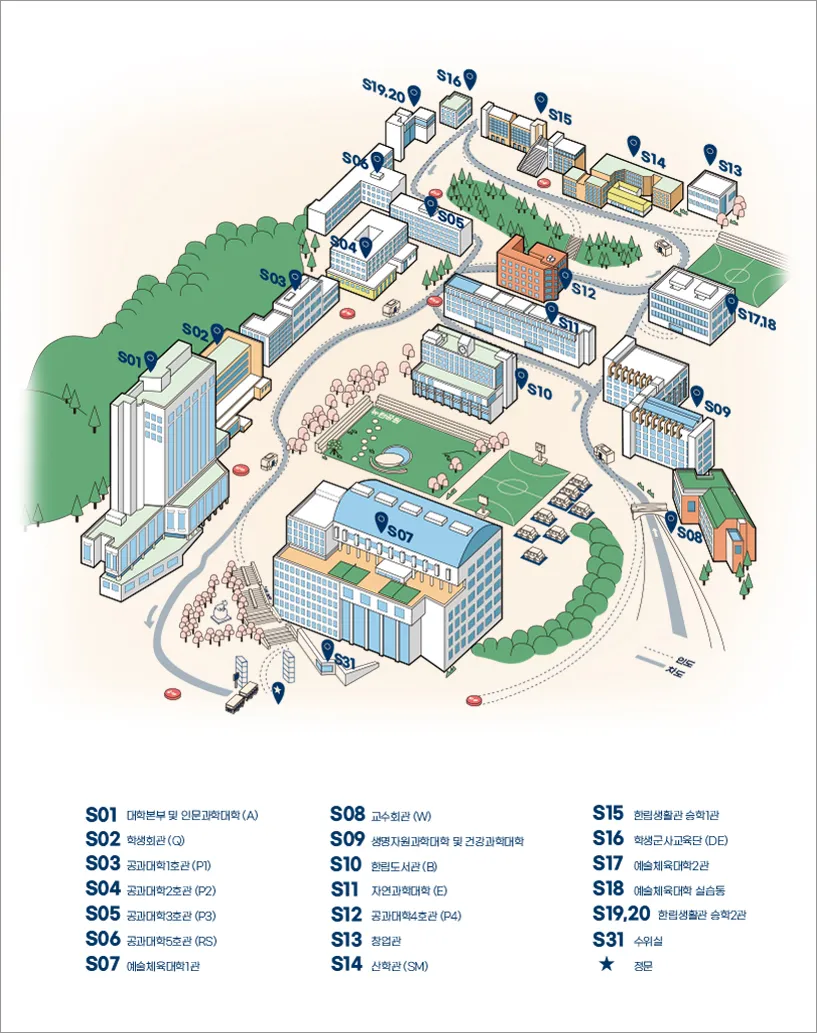 S16
S19,20
S15
S14
S13
S06
S05
S04
S03
S12
S17,18
S11
S02
S01
S10
S09
S07
S08
S31
인도
차도
S01 대학본부 및 인문과학대학 (A)
S02 학생회관 (Q)
S03 공과대학1호관 (P1)
S04 공과대학2호관 (P2)
S05 공과대학3호관 (P3)
S06 공과대학5호관 (RS)
S07 예술체육대학1관
S08 교수회관 (W)
S09 생명자원과학대학 및 건강과학대학
S10 한림도서관 (B)
S11 자연과학대학 (E)
S12 공과대학4호관 (P4)
S13 창업관
S14 산학관 (SM)
S15 한림생활관 승학1관
S16 학생군사교육단 (DE)
S17 예술체육대학2관
S18 예술체육대학 실습동
S19,20 한림생활관 승학2관
S31 수위실
★ 정문